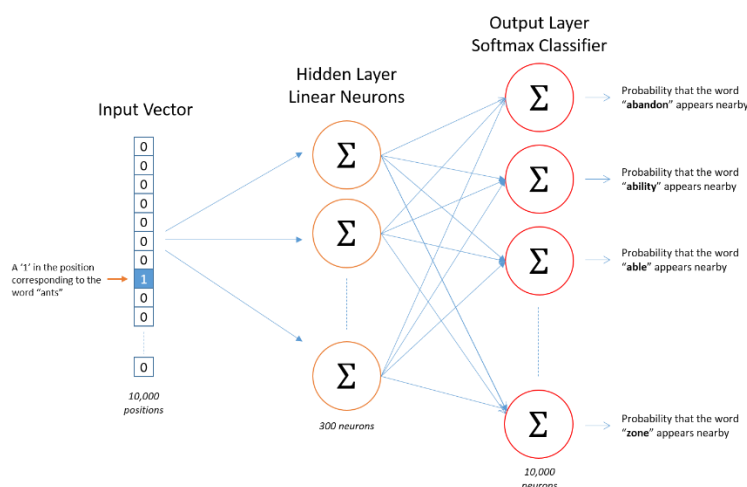 Output Layer
Softmax Classifier
Hidden Layer
Linear Neurons
Input Vector
0
0
0
0
0
0
0
1
0
0
0
A ‘1’ in the position
corresponding to the
word “ants”
10,000
positions
Σ
Σ
Σ
300 neurons
Σ
Σ
Σ
Σ
10,000
neurons
Probability that the word
“abandon” appears nearby
Probability that the word
“ability” appears nearby
Probability that the word
“able” appears nearby
Probability that the word
“zone” appears nearby